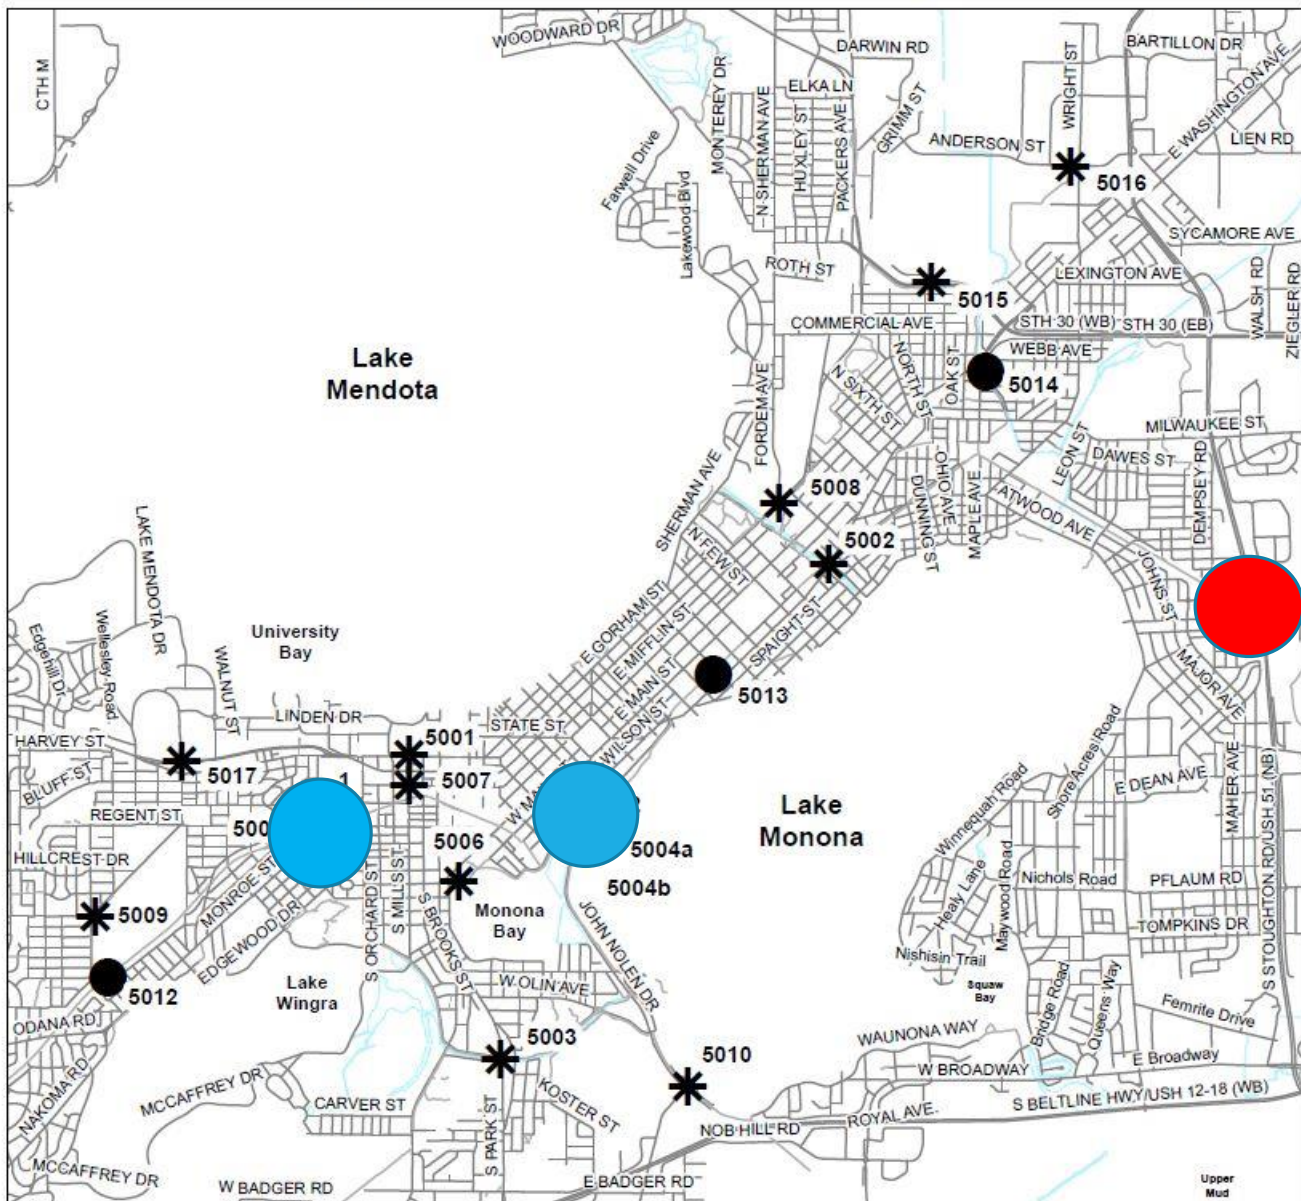 WOODWARD DR
DARWIN RD
BARTILLON DR
CTH M
MONTEREY DR
ELKA LN
WRIGHT ST
E WASHINGTON AVE
N SHERMAN AVE
HUXLEY ST
PACKERS AVE
GRIMM ST
ANDERSON ST
LIEN RD
Farwell Drive
Lakewood Blvd
5016
SYCAMORE AVE
ROTH ST
LEXINGTON AVE
WALSH RD
ZIEGLER RD
5015
COMMERCIAL AVE
STH 30 (WB)
STH 30 (EB)
Lake
Mendota
WEBB AVE
NORTH ST
OAK ST
5014
N SIXTH ST
FORDEM AVE
MILWAUKEE ST
LEON ST
DAWES ST
DEMPSEY RD
SHERMAN AVE
5008
OHIO AVE
DUNNING ST
MAPLE AVE
ATWOOD AVE
LAKE MENDOTA DR
N FEW ST
5002
JOHNS ST
University
Bay
E GORHAM ST
E MIFFLIN ST
SPAIGHT ST
Edgehill Dr.
Wellesley Road.
WALNUT ST
E MAIN ST
5013
MAJOR AVE
LINDEN DR
STATE ST
WILSON ST
Shore Acres Road
HARVEY ST
5001
5017
1
5007
BLUFF ST
E DEAN AVE
MAHER AVE
S STOUGHTON RD/USH 51 (NB)
REGENT ST
500
W MA
Lake
Monona
Winnequah Road
5006
5004a
5004b
HILLCREST DR
MONROE ST
S ORCHARD ST
S MILLS ST
Healy Lane
Maywood Road
Nichols Road
PFLAUM RD
5009
EDGEWOOD DR
S BROOKS ST
Monona
Bay
JOHN NOLEN DR
TOMPKINS DR
Nishisin Trail
5012
Lake
Wingra
W OLIN AVE
Squaw
Bay
Bridge Road
Queens Way
Femrite Drive
ODANA RD
5003
WAUNONA WAY
E Broadway
5010
W BROADWAY
NAKOMA RD
MCCAFFREY DR
CARVER ST
S PARK ST
KOSTER ST
S BELTLINE HWY/USH 12-18 (WB)
ROYAL AVE.
NOB HILL RD
MCCAFFREY DR
W BADGER RD
E BADGER RD
Upper
Mud